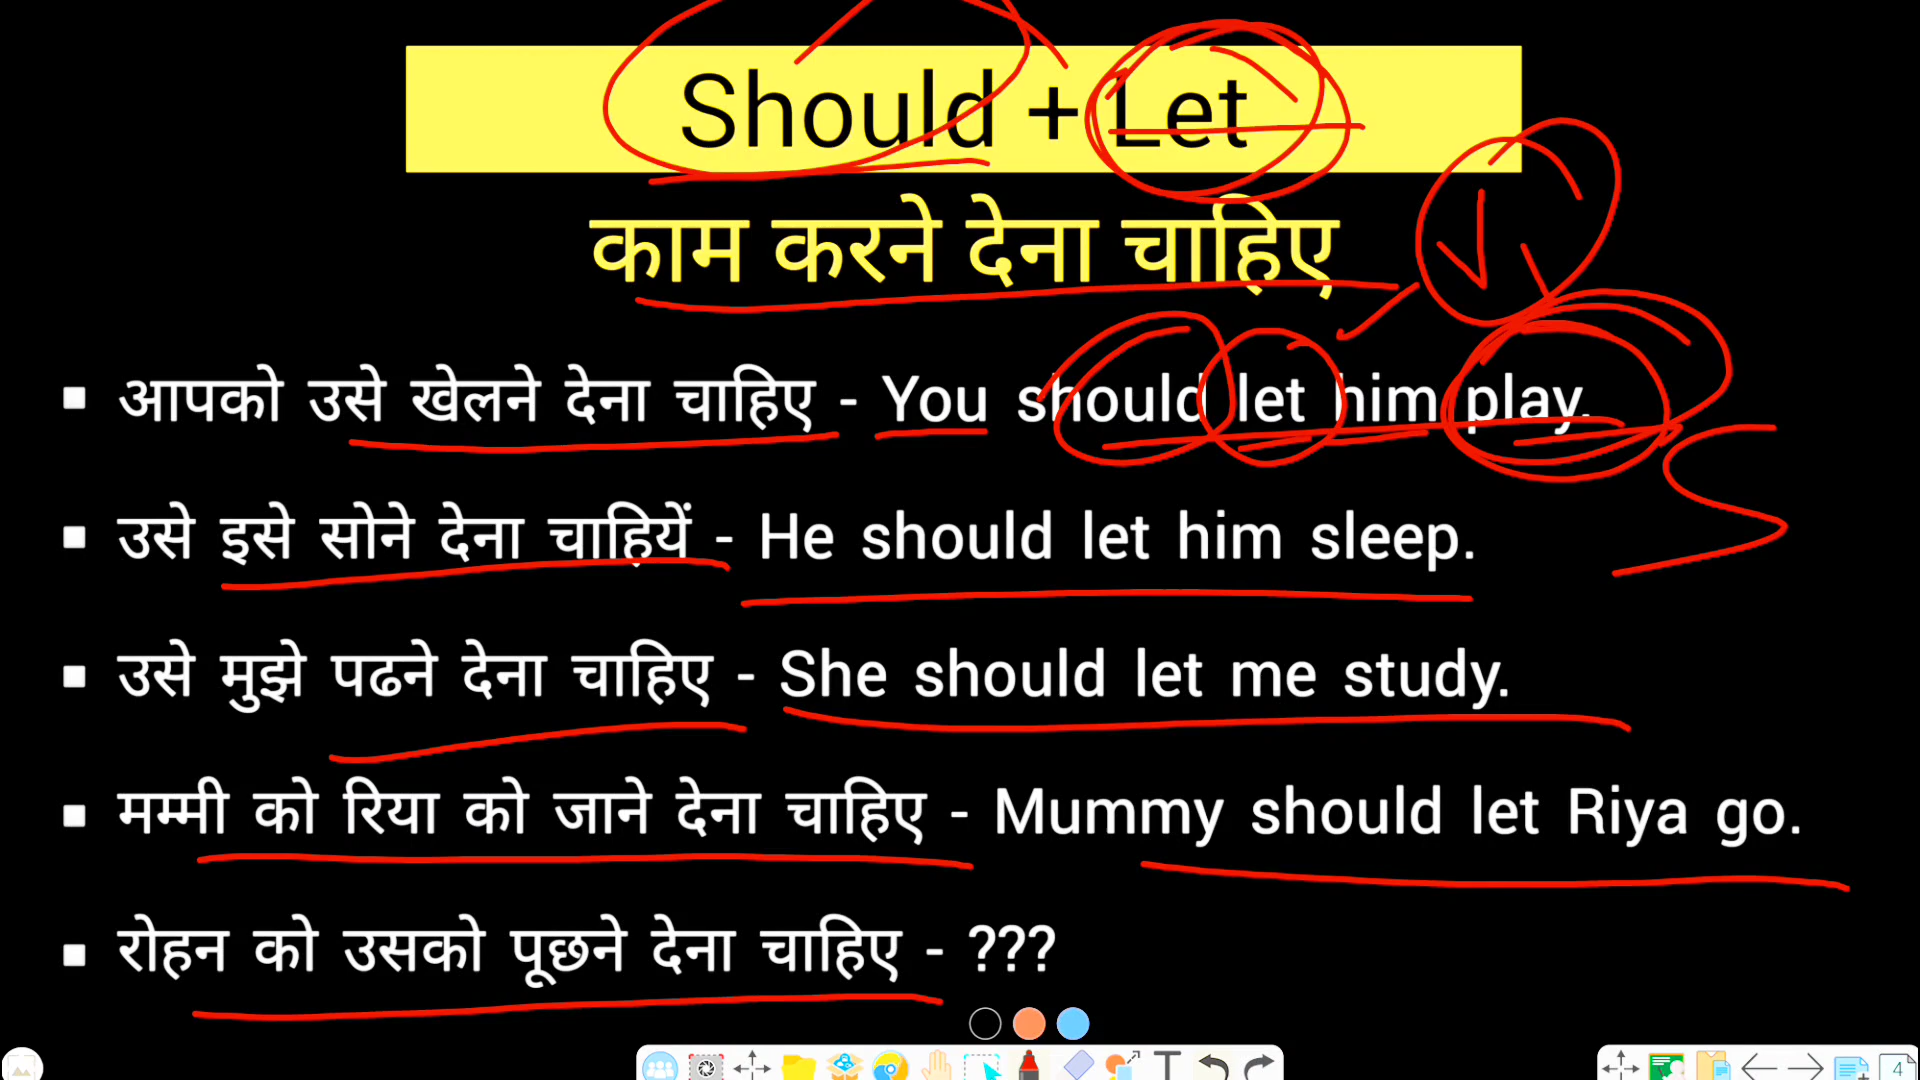 Should + Let
काम करने देना चाहिए
▪ आपको उसे खेलने देना चाहिए - You should let him play.
▪ उसे इसे सोने देना चाहियें - He should let him sleep.
▪ उसे मुझे पढने देना चाहिए - She should let me study.
▪ मम्मी को रिया को जाने देना चाहिए - Mummy should let Riya go.
▪ रोहन को उसको पूछने देना चाहिए - ???
T 4